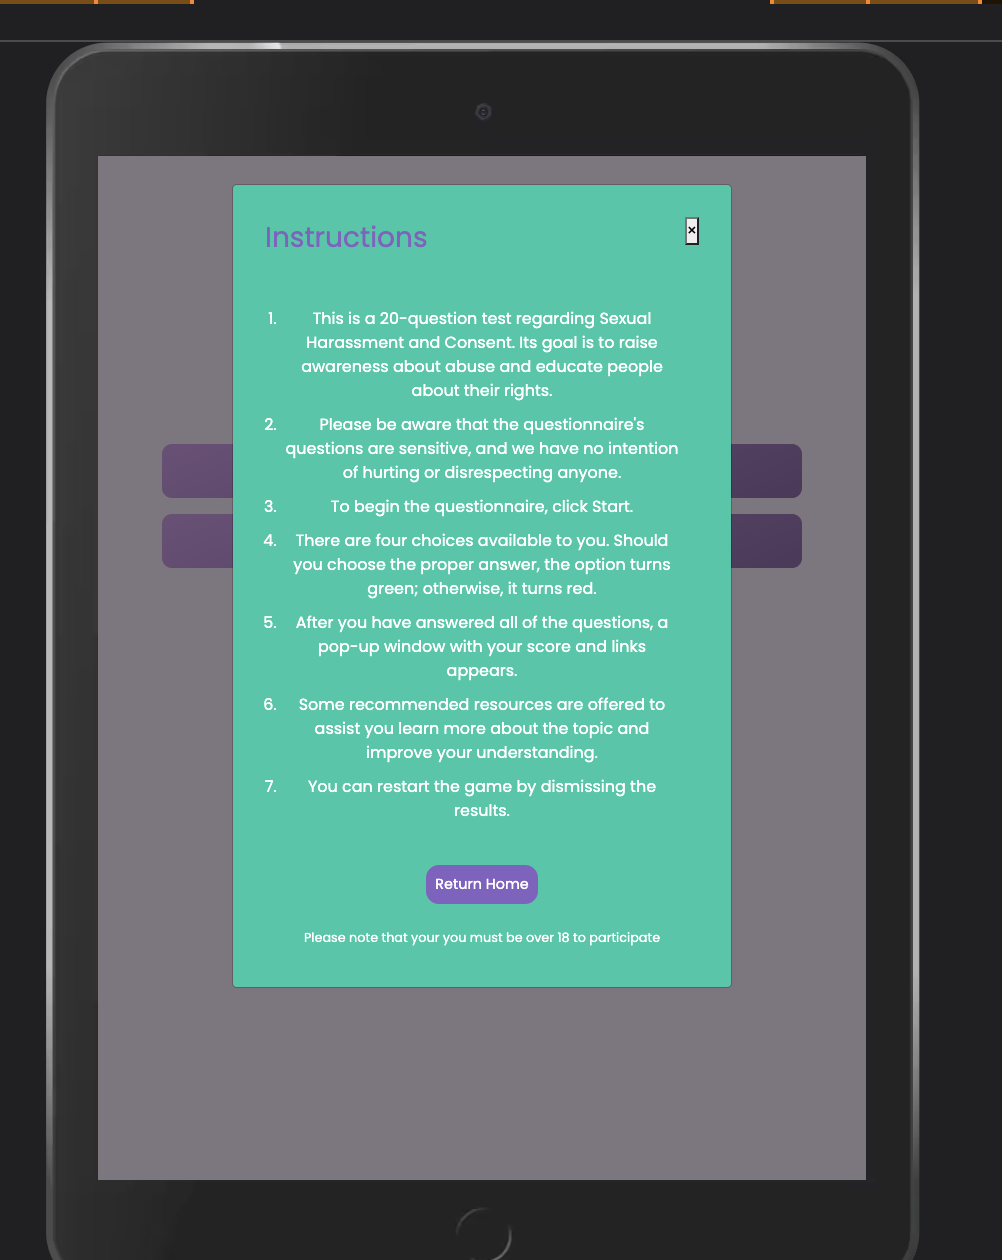 Instructions
×
1. This is a 20-question test regarding Sexual
Harassment and Consent. Its goal is to raise
awareness about abuse and educate people
about their rights.
2. Please be aware that the questionnaire's
questions are sensitive, and we have no intention
of hurting or disrespecting anyone.
3. To begin the questionnaire, click Start.
4. There are four choices available to you. Should
you choose the proper answer, the option turns
green; otherwise, it turns red.
5. After you have answered all of the questions, a
pop-up window with your score and links
appears.
6. Some recommended resources are offered to
assist you learn more about the topic and
improve your understanding.
7. You can restart the game by dismissing the
results.
Return Home
Please note that your you must be over 18 to participate